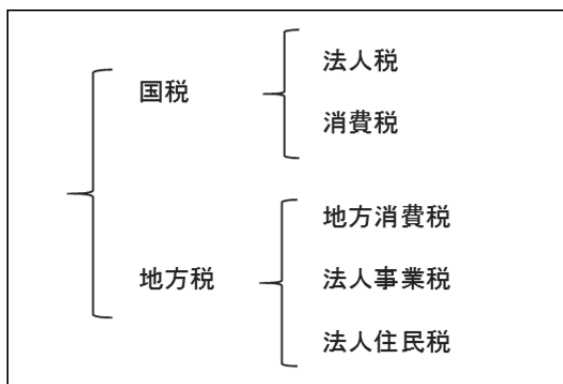 国税
法人税
消費税
地方税
地方消費税
法人事業税
法人住民税